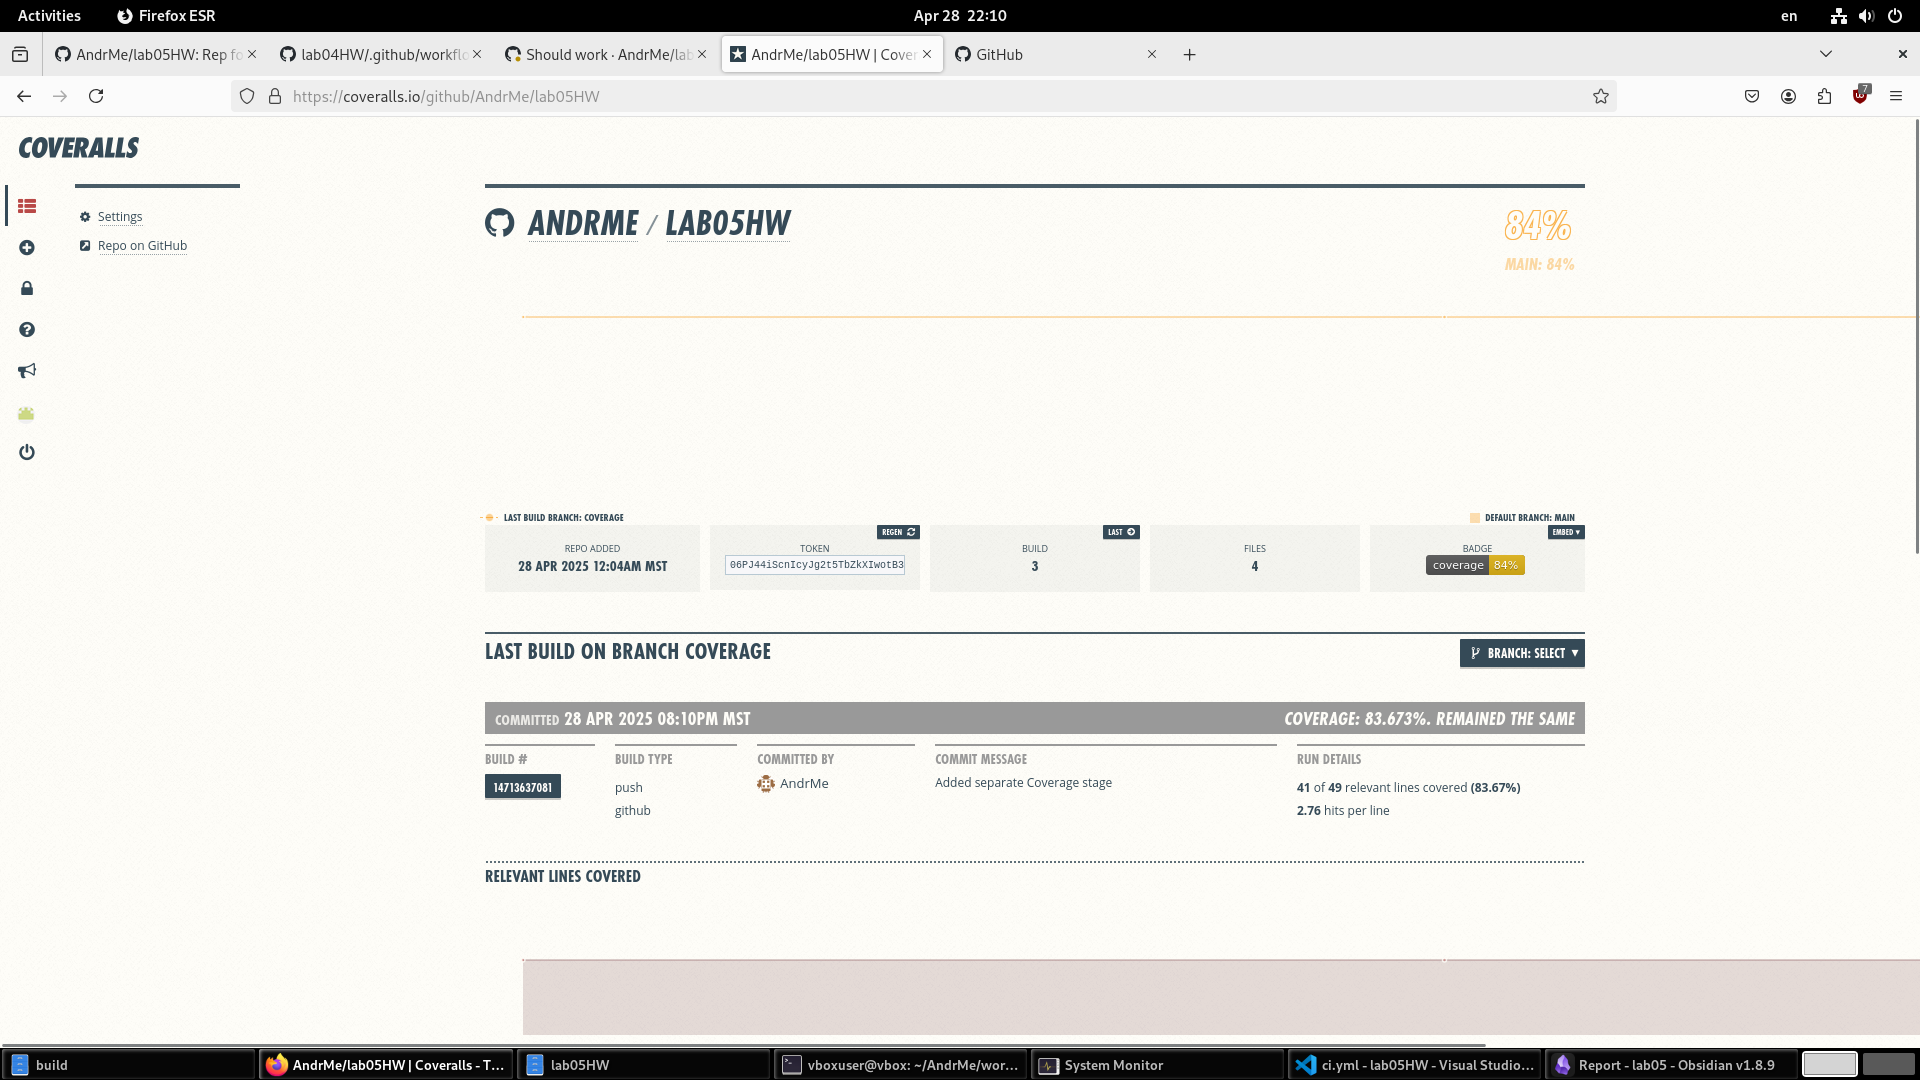 Activities
Firefox ESR
Apr 28 22:10
en
AndrMe/lab05HW: Rep fo
lab04HW/.github/workflo
Should work · AndrMe/lab
AndrMe/lab05HW | Cover
GitHub
https://coveralls.io/github/AndrMe/lab05HW
7
COVERALLS
Settings
Repo on GitHub
ANDRME / LAB05HW
84%
MAIN: 84%
LAST BUILD BRANCH: COVERAGE
DEFAULT BRANCH: MAIN
REPO ADDED
28 APR 2025 12:04AM MST
REGEN
TOKEN
06PJ44iScnIcyJg2t5TbZkXIwotB3
LAST
BUILD
3
FILES
4
EMBED ▾
BADGE
coverage 84%
LAST BUILD ON BRANCH COVERAGE
BRANCH: SELECT ▼
COMMITTED 28 APR 2025 08:10PM MST
COVERAGE: 83.673%. REMAINED THE SAME
BUILD #
BUILD TYPE
COMMITTED BY
COMMIT MESSAGE
RUN DETAILS
14713637081
push
github
AndrMe
Added separate Coverage stage
41 of 49 relevant lines covered (83.67%)
2.76 hits per line
RELEVANT LINES COVERED
build
AndrMe/lab05HW | Coveralls - T...
lab05HW
vboxuser@vbox: ~/AndrMe/wor...
System Monitor
ci.yml - lab05HW - Visual Studio...
Report - lab05 - Obsidian v1.8.9